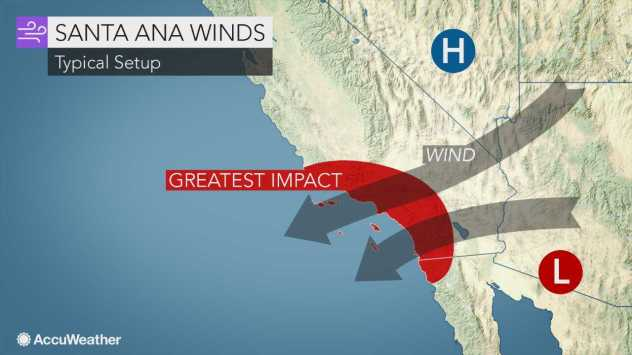 SANTA ANA WINDS
Typical Setup
H
WIND
GREATEST IMPACT
L
AccuWeather